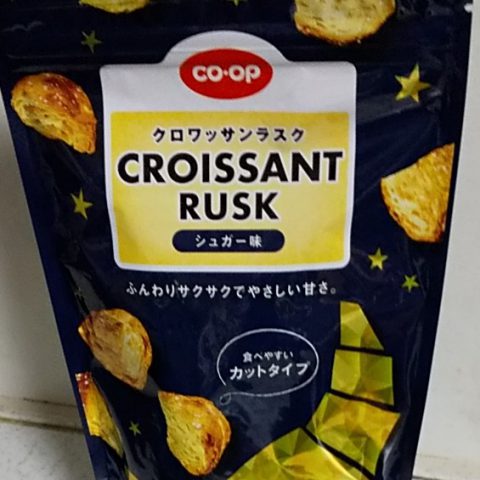 CO·OP
クロワッサンラスク
CROISSANT
RUSK
シュガー味
ふんわりサクサクでやさしい甘さ。
食べやすい
カットタイプ